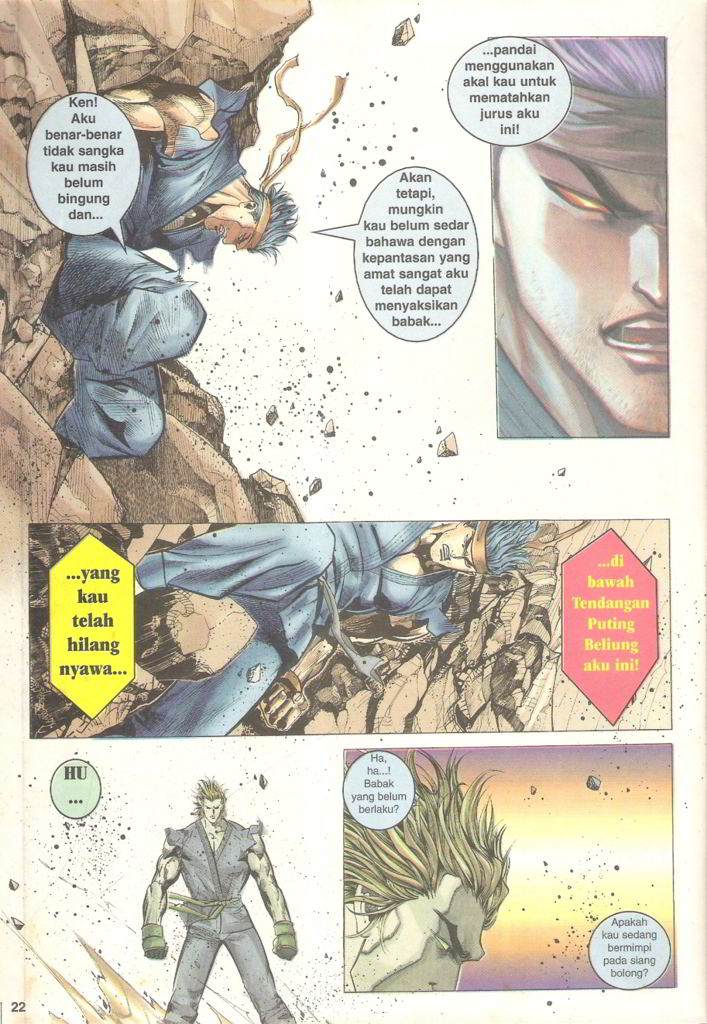 Ken!
Aku
benar-benar
tidak sangka
kau masih
belum
bingung
dan...
...pandai
menggunakan
akal kau untuk
mematahkan
jurus aku
ini!
Akan
tetapi,
mungkin
kau belum sedar
bahawa dengan
kepantasan yang
amat sangat aku
telah dapat
menyaksikan
babak...
...yang
kau
telah
hilang
nyawa...
...di
bawah
Tendangan
Puting
Beliung
aku ini!
HU
...
Ha,
ha...!
Babak
yang belum
berlaku?
Apakah
kau sedang
bermimpi
pada siang
bolong?
22